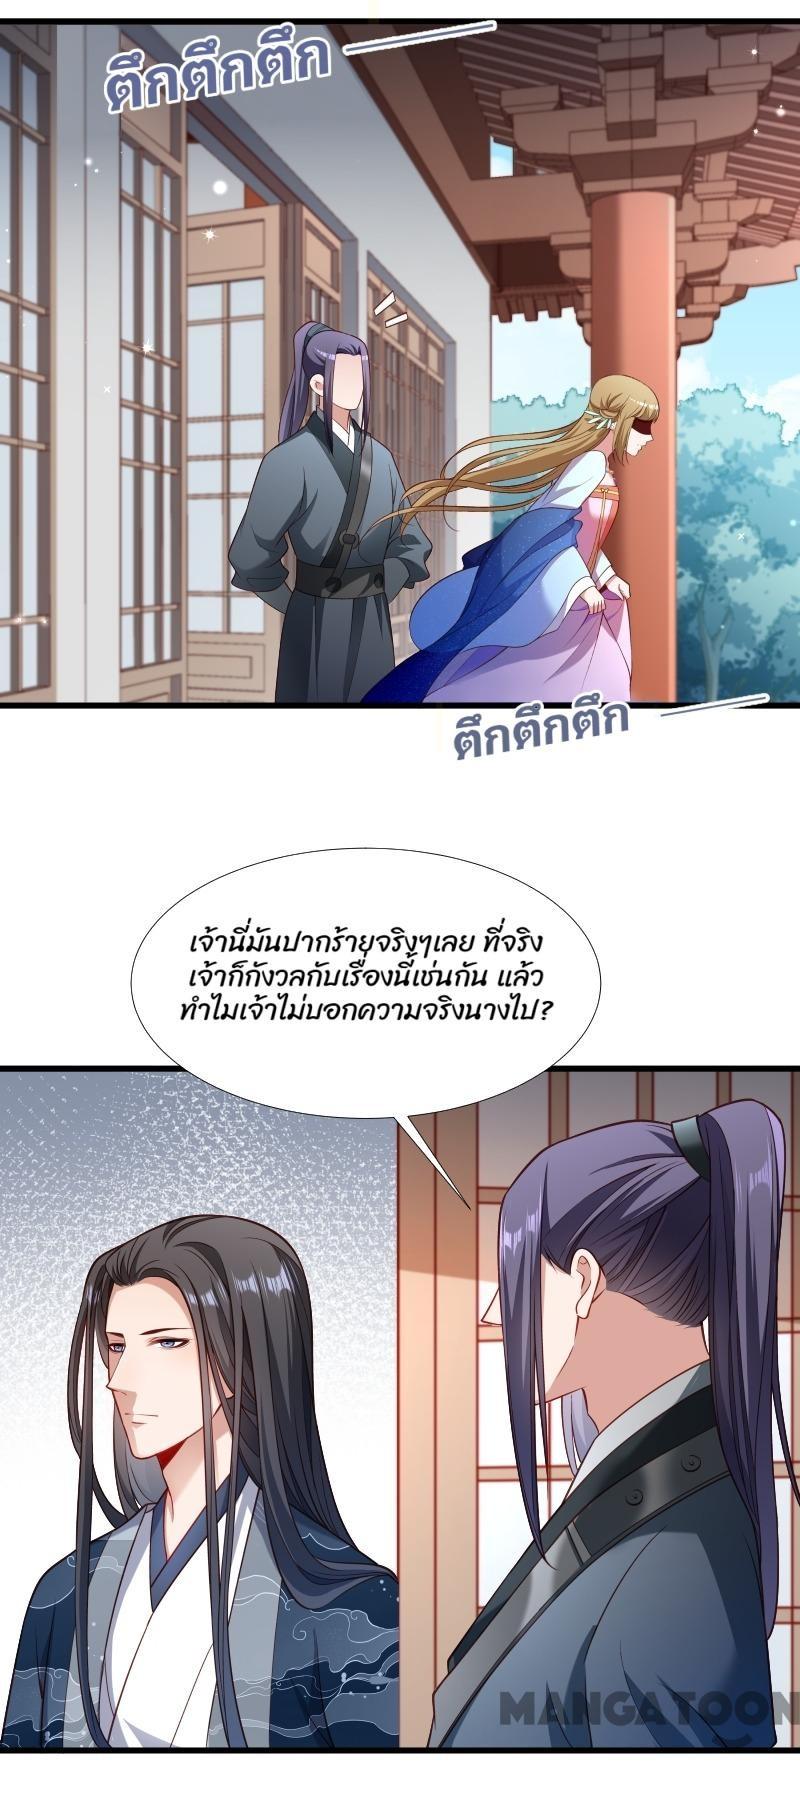 ตึกตึกตึก
ตึกตึกตึก
เจ้านี่มันปากร้ายจริงๆเลย ที่จริง
เจ้าก็กังวลกับเรื่องนี้เช่นกัน แล้ว
ทำไมเจ้าไม่บอกความจริงนางไป?
MANGATOON